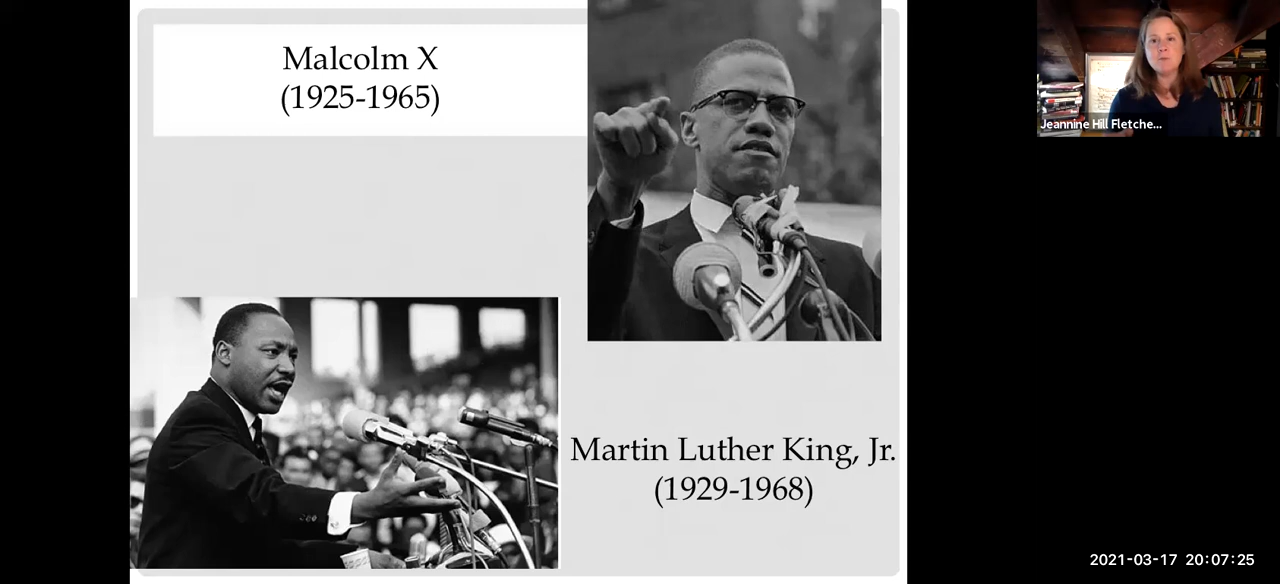 Malcolm X
(1925-1965)
Jeannine Hill Fletche...
Martin Luther King, Jr.
(1929-1968)
2021-03-17 20:07:25